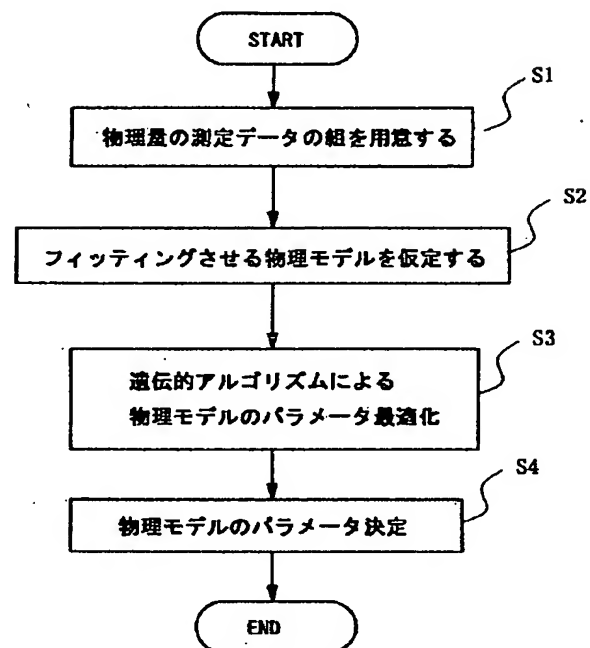 START
S1
物理量の測定データの組を用意する
S2
フィッティングさせる物理モデルを仮定する
S3
遺伝的アルゴリズムによる
物理モデルのパラメータ最適化
S4
物理モデルのパラメータ決定
END